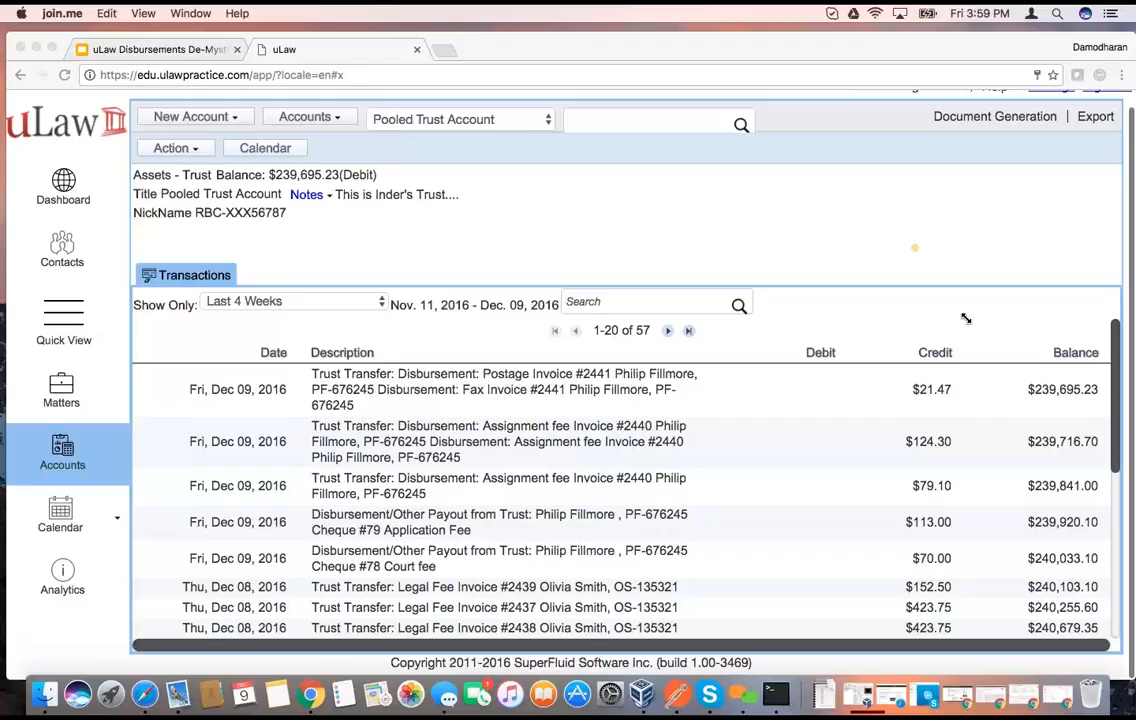 join.me Edit View Window Help Fri 3:59 PM
uLaw Disbursements De-Myst × uLaw × Damodharan
https://edu.ulawpractice.com/app/?locale=en#x
uLaw New Account Accounts Pooled Trust Account Document Generation | Export
Action Calendar
Assets - Trust Balance: $239,695.23(Debit)
Title Pooled Trust Account Notes This is Inder's Trust....
NickName RBC-XXX56787
Dashboard
Contacts
Quick View
Matters
Accounts
Calendar
Analytics
Transactions
Show Only: Last 4 Weeks Nov. 11, 2016 - Dec. 09, 2016 Search
1-20 of 57
Date Description Debit Credit Balance
Trust Transfer: Disbursement: Postage Invoice #2441 Philip Fillmore,
Fri, Dec 09, 2016 PF-676245 Disbursement: Fax Invoice #2441 Philip Fillmore, PF- $21.47 $239,695.23
676245
Trust Transfer: Disbursement: Assignment fee Invoice #2440 Philip
Fri, Dec 09, 2016 Fillmore, PF-676245 Disbursement: Assignment fee Invoice #2440 $124.30 $239,716.70
Philip Fillmore, PF-676245
Trust Transfer: Disbursement: Assignment fee Invoice #2440 Philip
Fri, Dec 09, 2016 Fillmore, PF-676245 $79.10 $239,841.00
Disbursement/Other Payout from Trust: Philip Fillmore , PF-676245
Fri, Dec 09, 2016 Cheque #79 Application Fee $113.00 $239,920.10
Disbursement/Other Payout from Trust: Philip Fillmore , PF-676245
Fri, Dec 09, 2016 Cheque #78 Court fee $70.00 $240,033.10
Thu, Dec 08, 2016 Trust Transfer: Legal Fee Invoice #2439 Olivia Smith, OS-135321 $152.50 $240,103.10
Thu, Dec 08, 2016 Trust Transfer: Legal Fee Invoice #2437 Olivia Smith, OS-135321 $423.75 $240,255.60
Thu, Dec 08, 2016 Trust Transfer: Legal Fee Invoice #2438 Olivia Smith, OS-135321 $423.75 $240,679.35
Copyright 2011-2016 SuperFluid Software Inc. (build 1.00-3469)
9